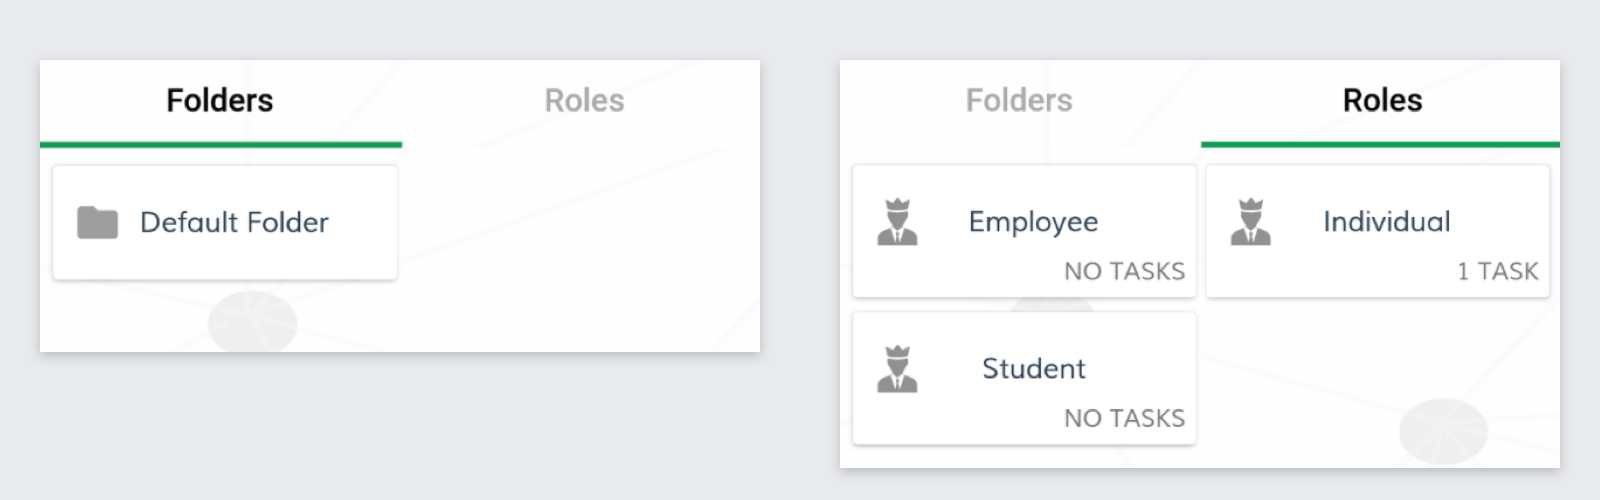 Folders Roles
Default Folder
Folders Roles
Employee
NO TASKS
Individual
1 TASK
Student
NO TASKS